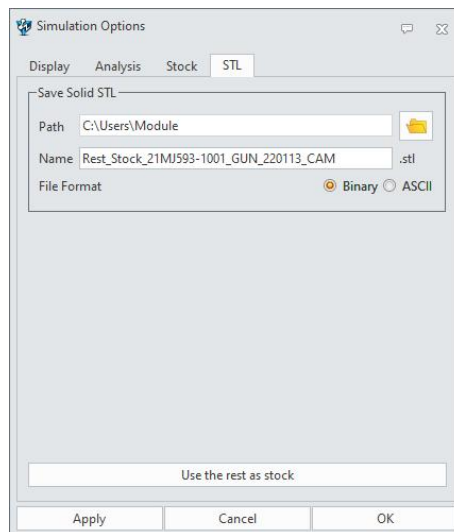 Simulation Options
Display Analysis Stock STL
Save Solid STL
Path C:\Users\Module
Name Rest_Stock_21MJ593-1001_GUN_220113_CAM .stl
File Format Binary ASCII
Use the rest as stock
Apply Cancel OK